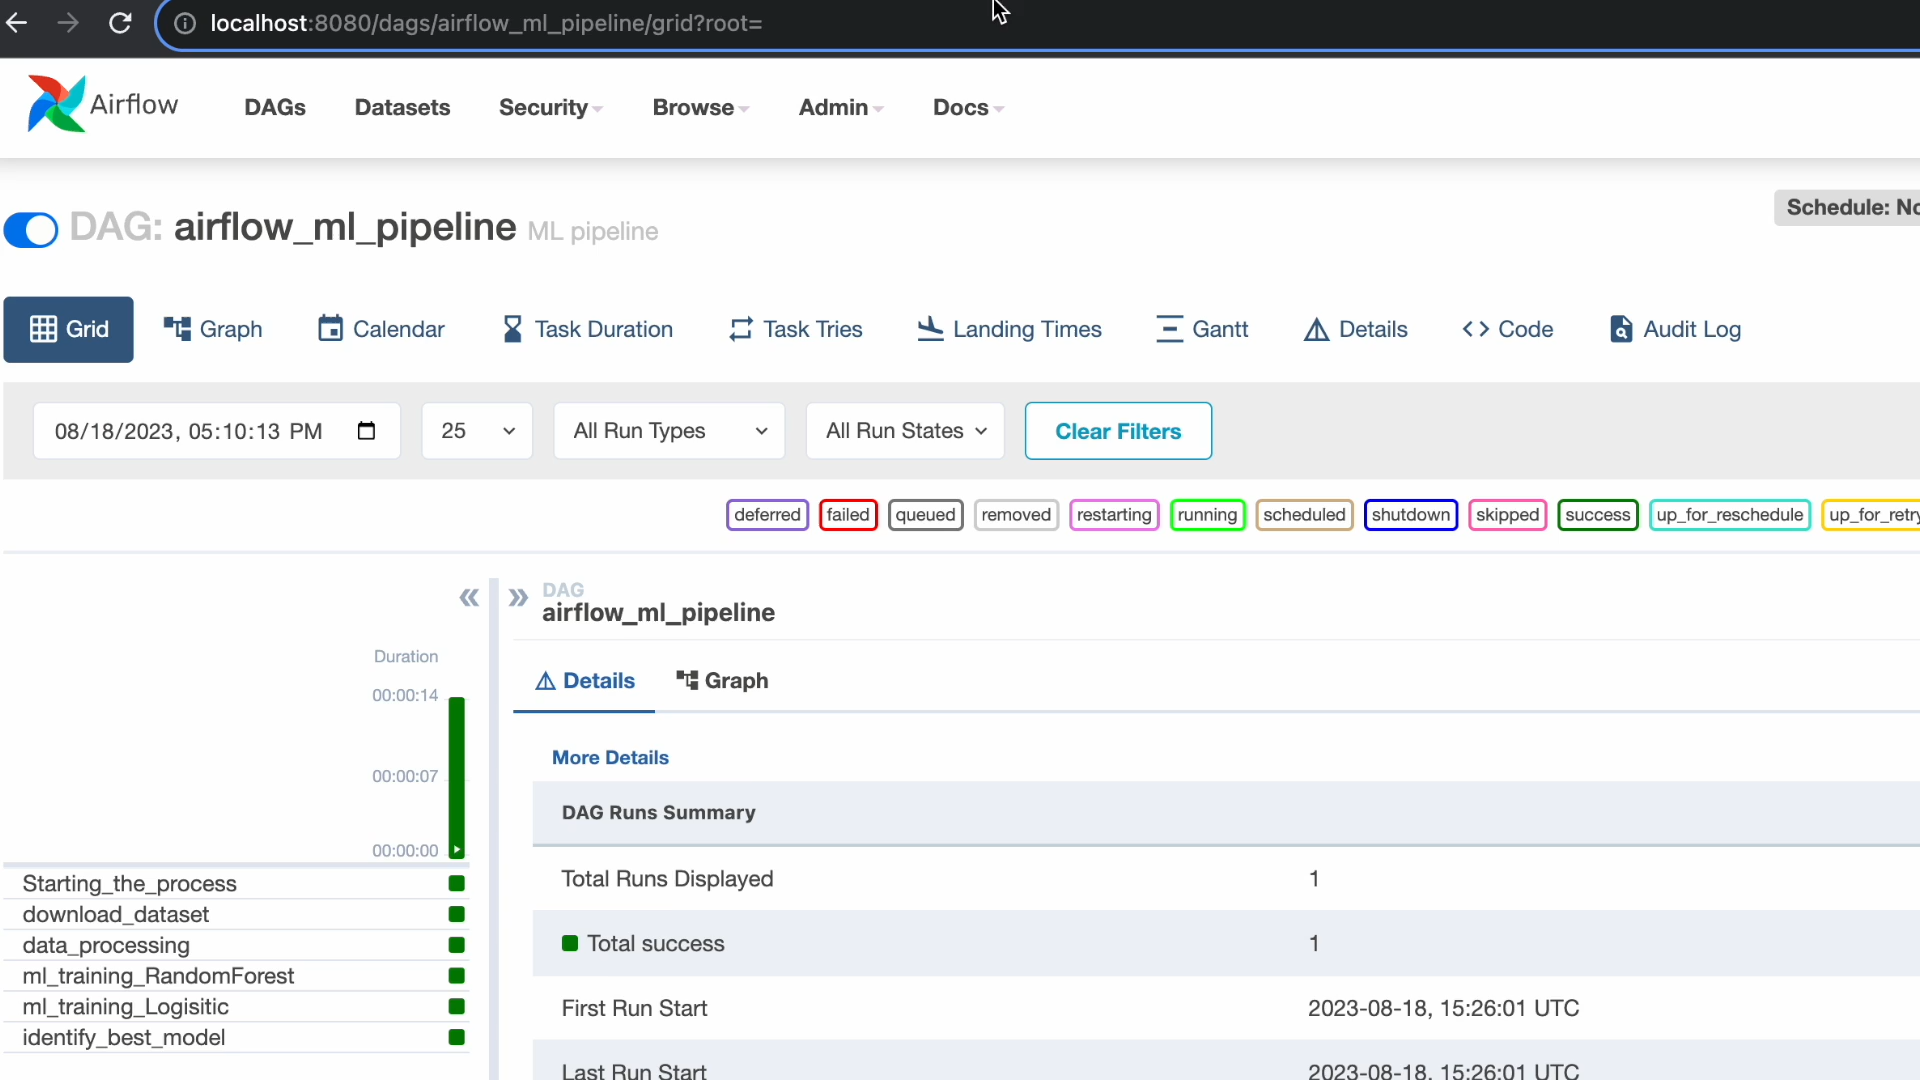 localhost:8080/dags/airflow_ml_pipeline/grid?root=
Airflow DAGs Datasets Security Browse Admin Docs
DAG: airflow_ml_pipeline ML pipeline
Schedule: No
Grid Graph Calendar Task Duration Task Tries Landing Times Gantt Details Code Audit Log
08/18/2023, 05:10:13 PM 25 All Run Types All Run States Clear Filters
deferred failed queued removed restarting running scheduled shutdown skipped success up_for_reschedule up_for_retry
DAG
airflow_ml_pipeline
Duration
00:00:14
00:00:07
00:00:00
Starting_the_process
download_dataset
data_processing
ml_training_RandomForest
ml_training_Logisitic
identify_best_model
Details Graph
More Details
DAG Runs Summary
Total Runs Displayed 1
Total success 1
First Run Start 2023-08-18, 15:26:01 UTC
Last Run Start 2023-08-18, 15:26:01 UTC